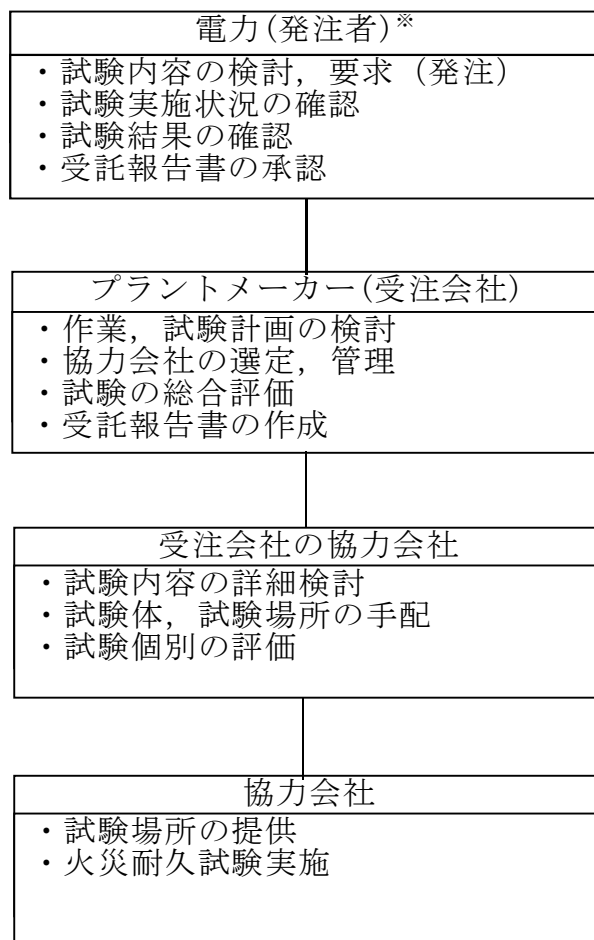 電力(発注者)※
・試験内容の検討，要求（発注）
・試験実施状況の確認
・試験結果の確認
・受託報告書の承認
プラントメーカー(受注会社)
・作業，試験計画の検討
・協力会社の選定，管理
・試験の総合評価
・受託報告書の作成
受注会社の協力会社
・試験内容の詳細検討
・試験体，試験場所の手配
・試験個別の評価
協力会社
・試験場所の提供
・火災耐久試験実施